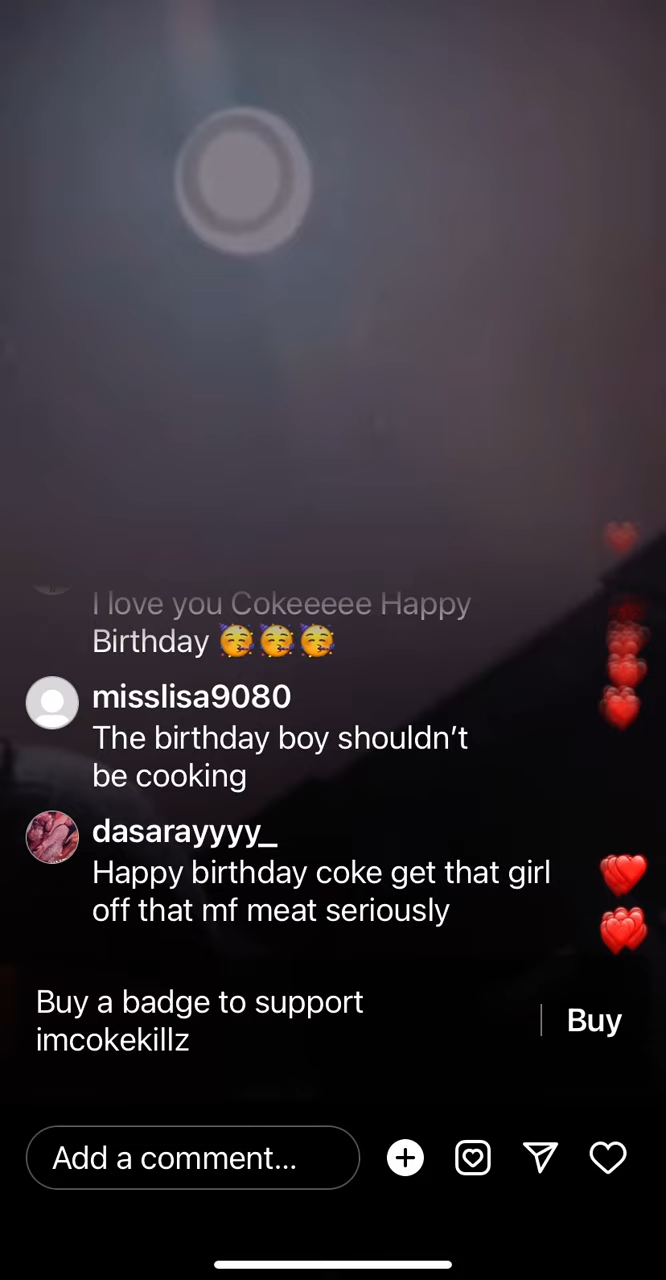 I love you Cokeeeee Happy
Birthday 🥳🥳🥳
misslisa9080
The birthday boy shouldn’t
be cooking
dasarayyyy_
Happy birthday coke get that girl
off that mf meat seriously
Buy a badge to support
imcokekillz
Buy
Add a comment...